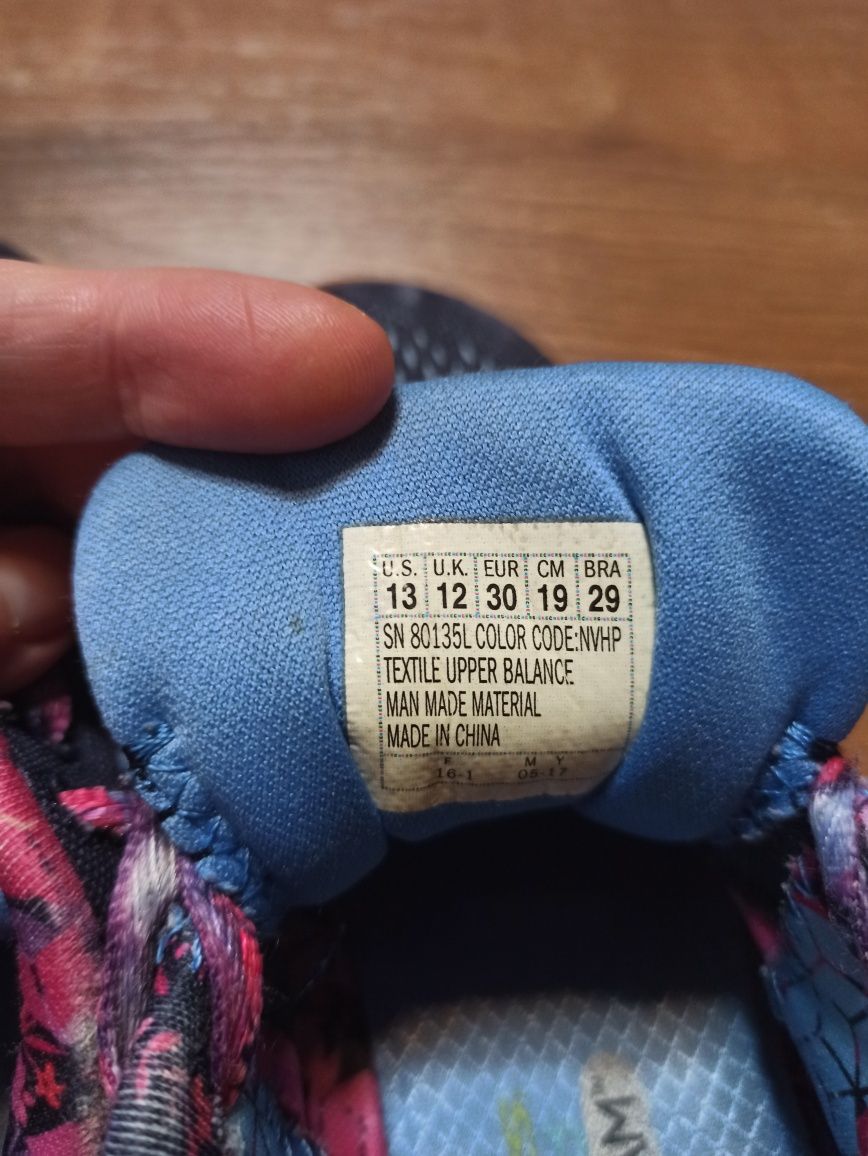 U.S. U.K. EUR CM BRA
13 12 30 19 29
SN 80135L COLOR CODE:NVHP
TEXTILE UPPER BALANCE
MAN MADE MATERIAL
MADE IN CHINA
F M Y
16-1 05-17